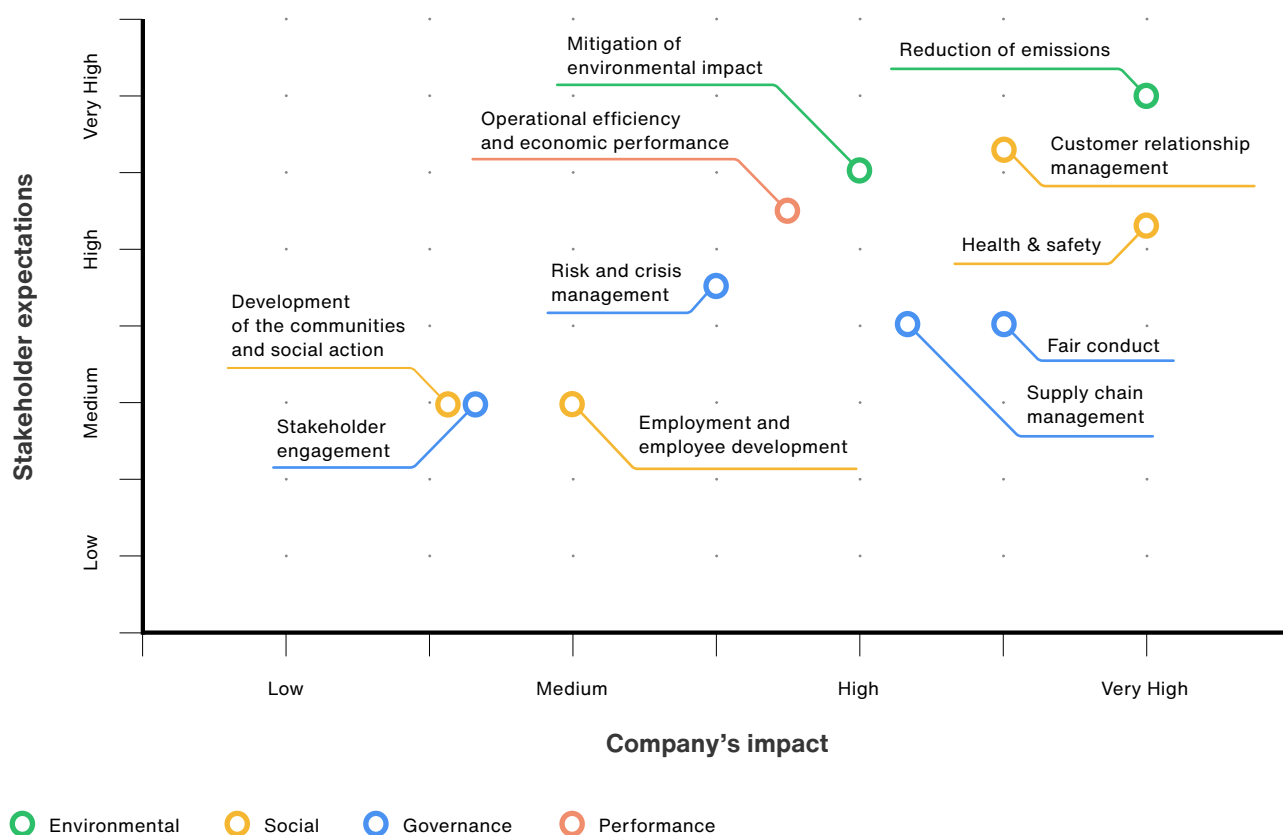 Mitigation of
environmental impact
Reduction of emissions
Operational efficiency
and economic performance
Customer relationship
management
Health & safety
Risk and crisis
management
Development
of the communities
and social action
Fair conduct
Supply chain
management
Stakeholder
engagement
Employment and
employee development
Stakeholder expectations
Very High
High
Medium
Low
Low
Medium
High
Very High
Company's impact
Environmental
Social
Governance
Performance